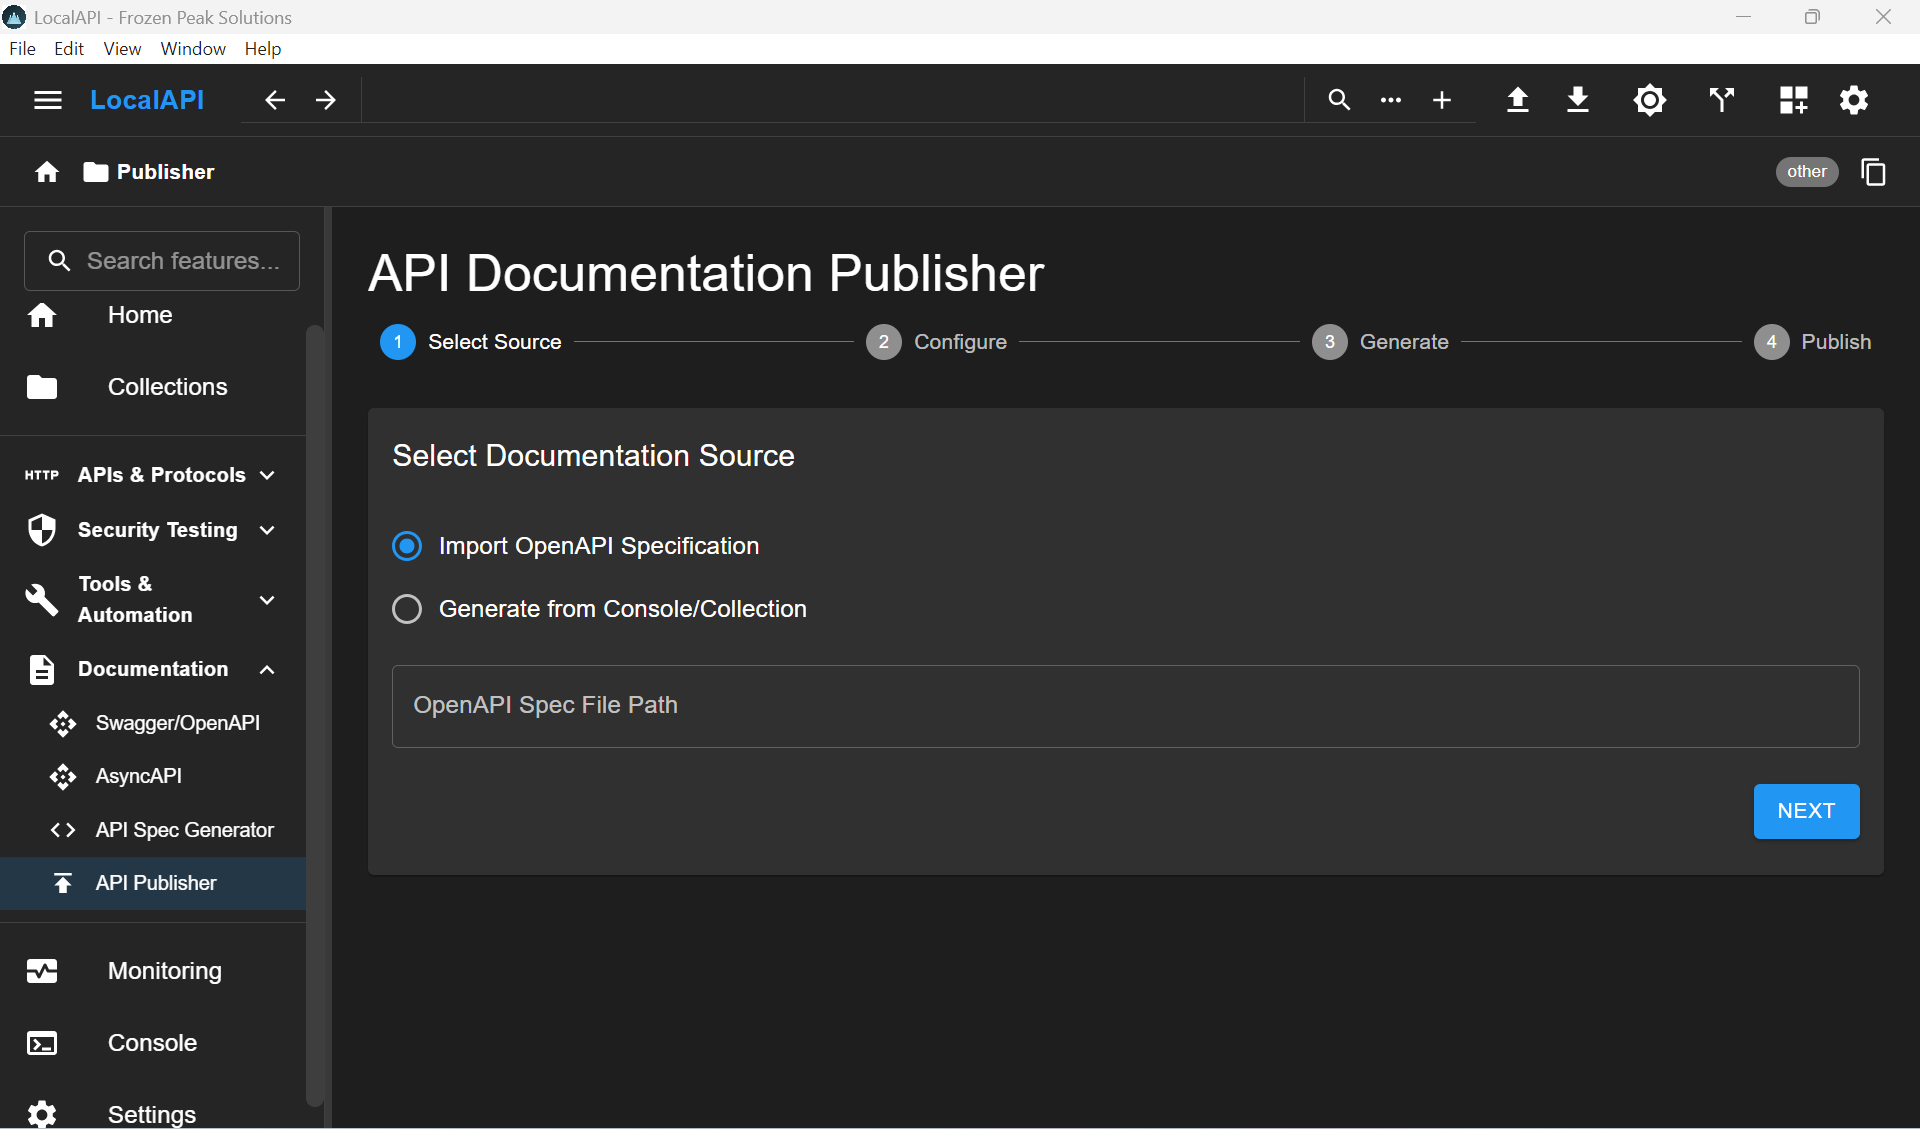 LocalAPI - Frozen Peak Solutions
File Edit View Window Help
LocalAPI
Publisher
other
Search features...
Home
Collections
HTTP APIs & Protocols
Security Testing
Tools &
Automation
Documentation
Swagger/OpenAPI
AsyncAPI
API Spec Generator
API Publisher
Monitoring
Console
Settings
API Documentation Publisher
1 Select Source 2 Configure 3 Generate 4 Publish
Select Documentation Source
Import OpenAPI Specification
Generate from Console/Collection
OpenAPI Spec File Path
NEXT